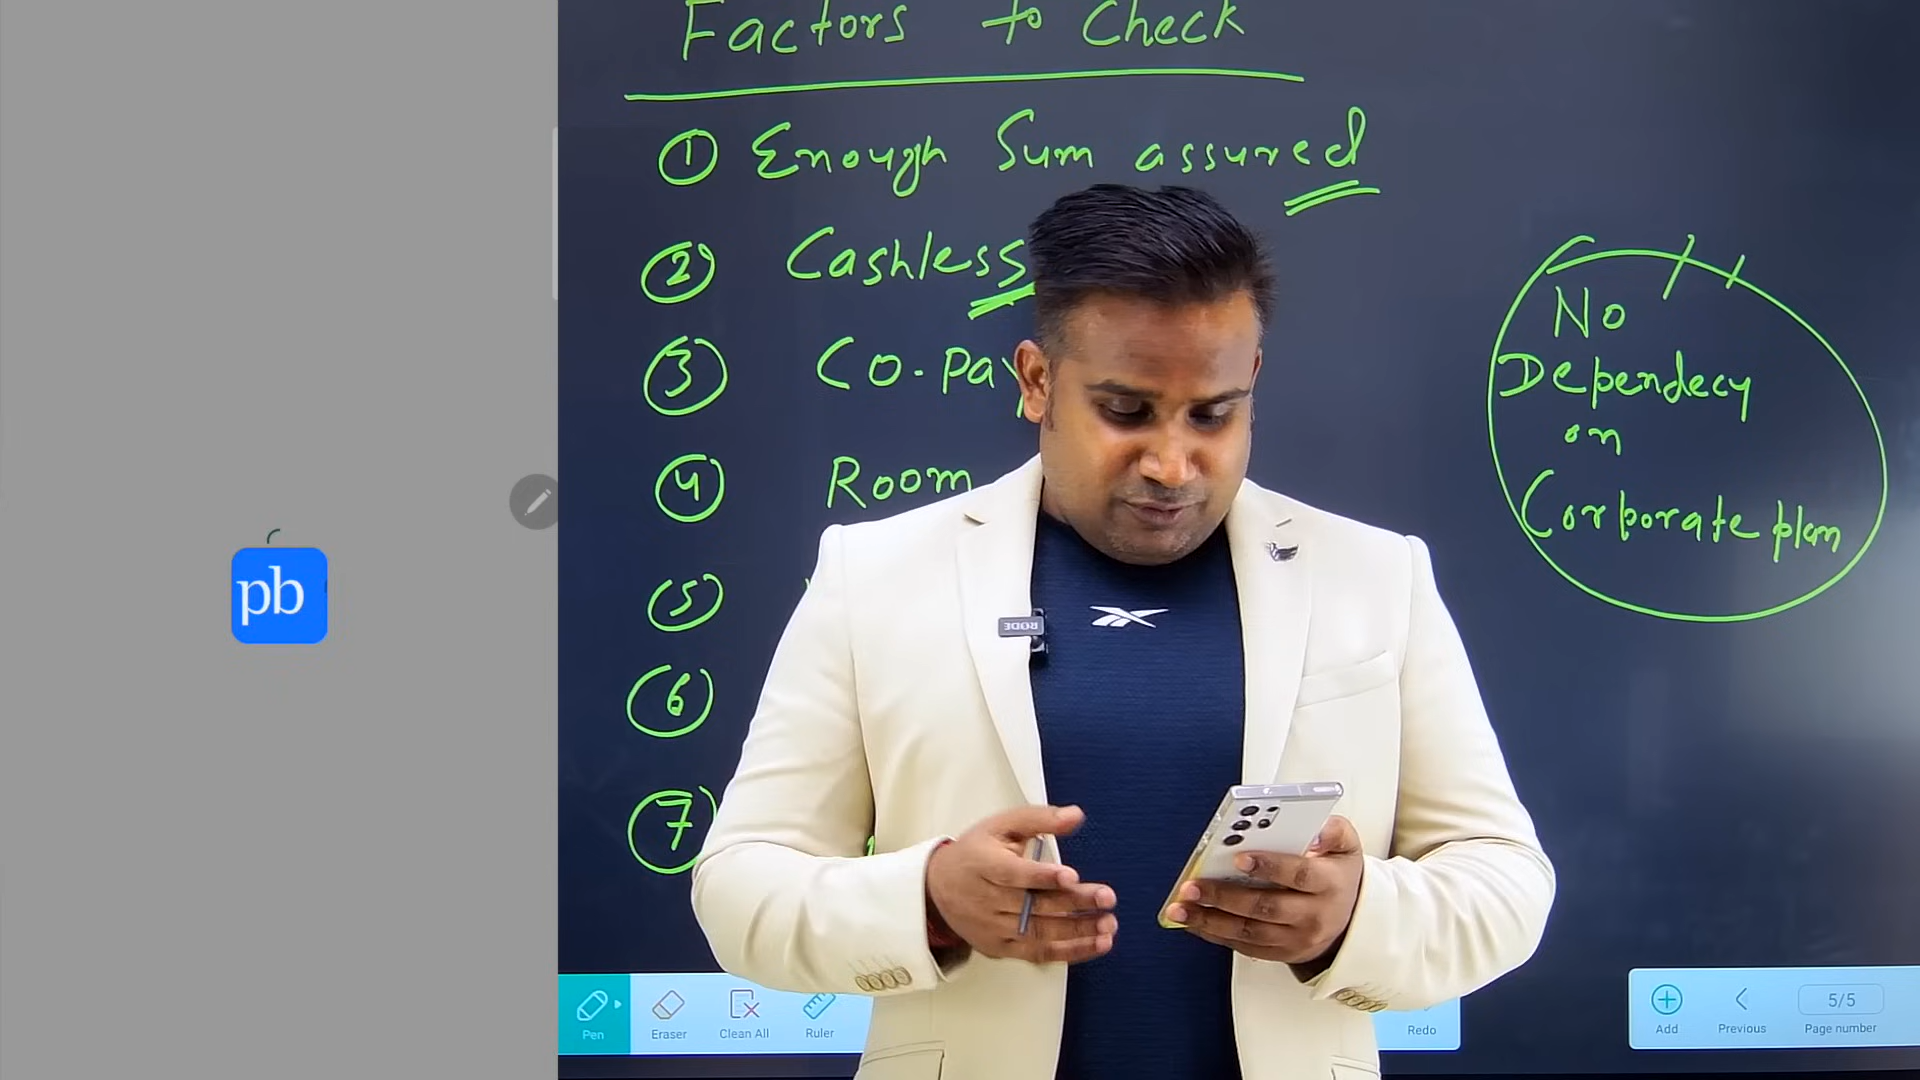 Factors to Check
① Enough Sum assured
② Cashless
③ Co-pay
④ Room
⑤
⑥
⑦
No
Dependecy
on
Corporate plan
pb
RODE
Pen
Eraser
Clean All
Ruler
Redo
Add
Previous
5/5
Page number